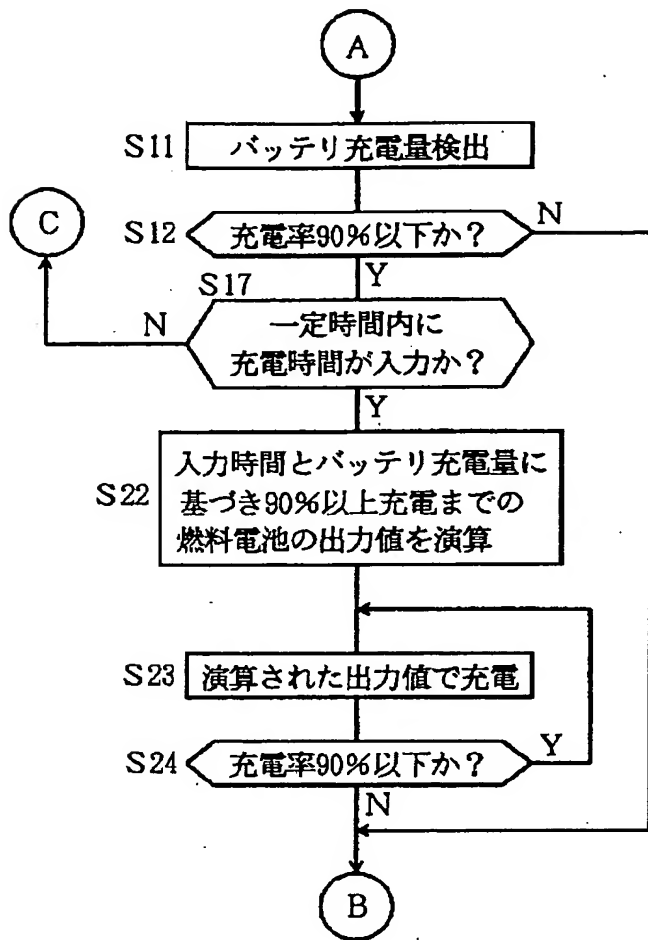 A
S11
バッテリ充電量検出
C
S12
充電率90%以下か?
N
Y
S17
N
一定時間内に
充電時間が入力か?
Y
S22
入力時間とバッテリ充電量に
基づき90%以上充電までの
燃料電池の出力値を演算
S23
演算された出力値で充電
S24
充電率90%以下か?
Y
N
B